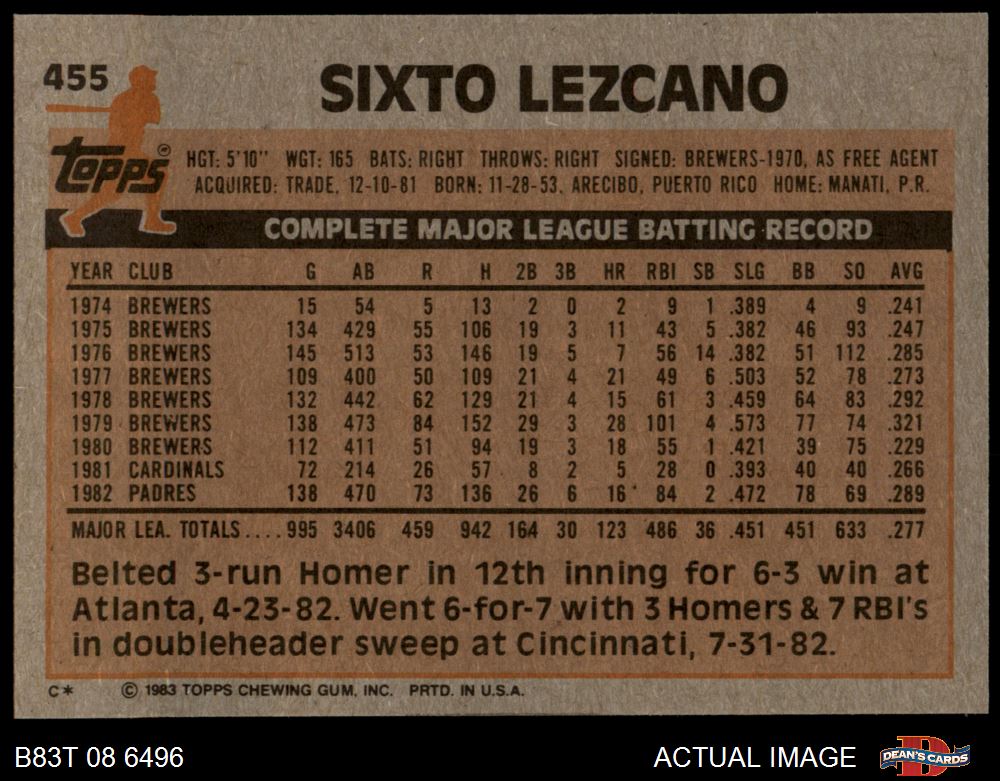 455
SIXTO LEZCANO
TOPPS ®
HGT: 5'10" WGT: 165 BATS: RIGHT THROWS: RIGHT SIGNED: BREWERS-1970, AS FREE AGENT
ACQUIRED: TRADE, 12-10-81 BORN: 11-28-53, ARECIBO, PUERTO RICO HOME: MANATI, P.R.
COMPLETE MAJOR LEAGUE BATTING RECORD
YEAR CLUB G AB R H 2B 3B HR RBI SB SLG BB SO AVG
1974 BREWERS 15 54 5 13 2 0 2 9 1 .389 4 9 .241
1975 BREWERS 134 429 55 106 19 3 11 43 5 .382 46 93 .247
1976 BREWERS 145 513 53 146 19 5 7 56 14 .382 51 112 .285
1977 BREWERS 109 400 50 109 21 4 21 49 6 .503 52 78 .273
1978 BREWERS 132 442 62 129 21 4 15 61 3 .459 64 83 .292
1979 BREWERS 138 473 84 152 29 3 28 101 4 .573 77 74 .321
1980 BREWERS 112 411 51 94 19 3 18 55 1 .421 39 75 .229
1981 CARDINALS 72 214 26 57 8 2 5 28 0 .393 40 40 .266
1982 PADRES 138 470 73 136 26 6 16 84 2 .472 78 69 .289
MAJOR LEA. TOTALS.... 995 3406 459 942 164 30 123 486 36 .451 451 633 .277
Belted 3-run Homer in 12th inning for 6-3 win at
Atlanta, 4-23-82. Went 6-for-7 with 3 Homers & 7 RBI's
in doubleheader sweep at Cincinnati, 7-31-82.
C* © 1983 TOPPS CHEWING GUM, INC. PRTD. IN U.S.A.
B83T 08 6496 ACTUAL IMAGE D DEAN'S CARDS